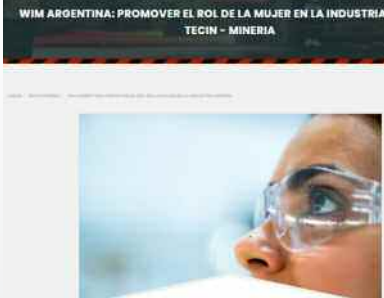 WIM ARGENTINA: PROMOVER EL ROL DE LA MUJER EN LA INDUSTRIA
TECIN - MINERIA